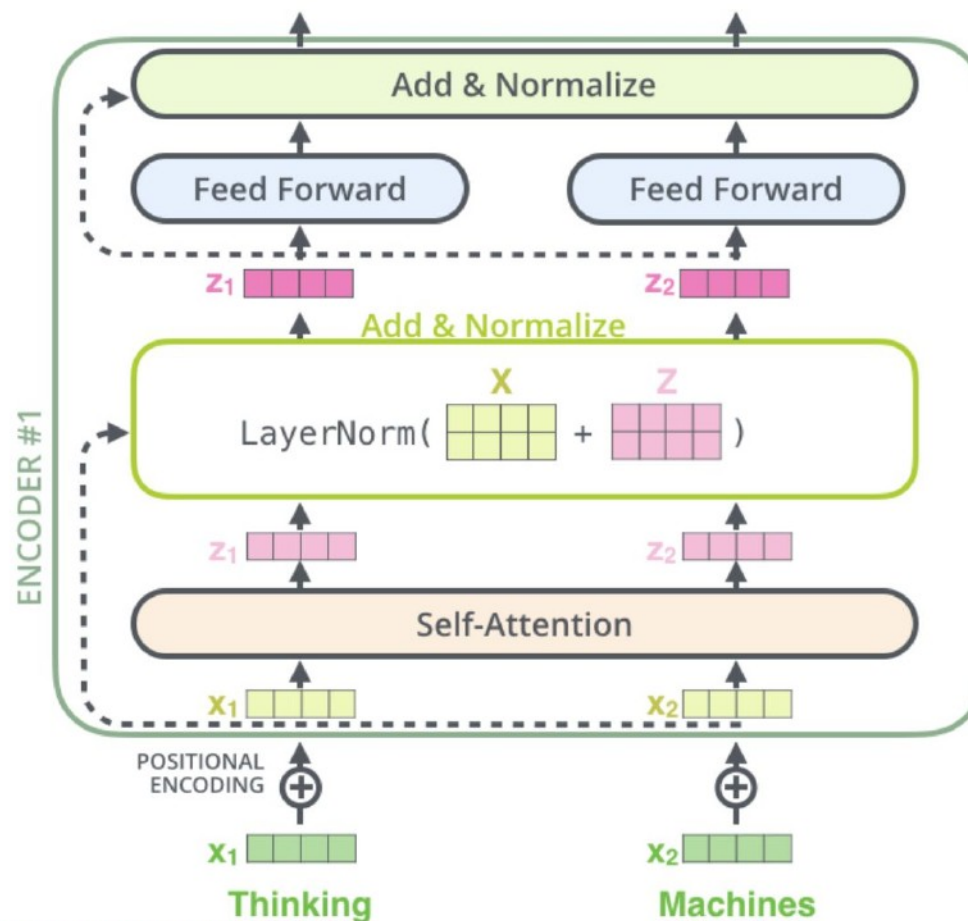 Add & Normalize
Feed Forward Feed Forward
z₁ z₂
Add & Normalize
X Z
LayerNorm( + )
ENCODER #1
z₁ z₂
Self-Attention
x₁ x₂
POSITIONAL
ENCODING
x₁ x₂
Thinking Machines